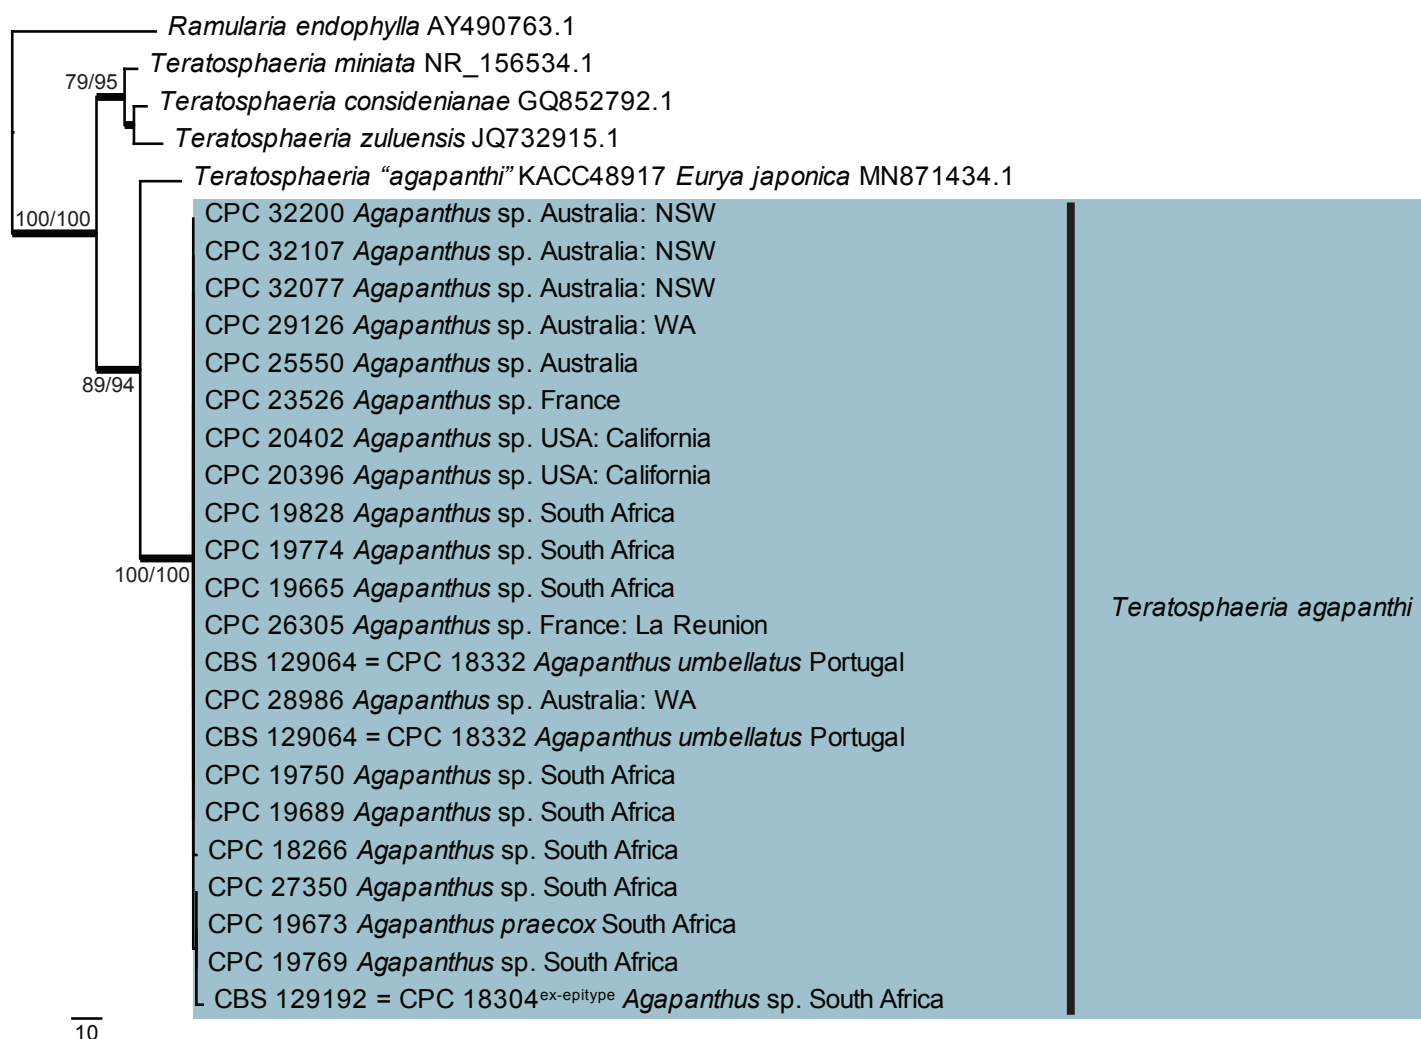 Ramularia endophylla AY490763.1
Teratosphaeria miniata NR_156534.1
79/95
Teratosphaeria considenianae GQ852792.1
Teratosphaeria zuluensis JQ732915.1
Teratosphaeria “agapanthi” KACC48917 Eurya japonica MN871434.1
100/100
CPC 32200 Agapanthus sp. Australia: NSW
CPC 32107 Agapanthus sp. Australia: NSW
CPC 32077 Agapanthus sp. Australia: NSW
CPC 29126 Agapanthus sp. Australia: WA
CPC 25550 Agapanthus sp. Australia
89/94
CPC 23526 Agapanthus sp. France
CPC 20402 Agapanthus sp. USA: California
CPC 20396 Agapanthus sp. USA: California
CPC 19828 Agapanthus sp. South Africa
CPC 19774 Agapanthus sp. South Africa
100/100
CPC 19665 Agapanthus sp. South Africa
Teratosphaeria agapanthi
CPC 26305 Agapanthus sp. France: La Reunion
CBS 129064 = CPC 18332 Agapanthus umbellatus Portugal
CPC 28986 Agapanthus sp. Australia: WA
CBS 129064 = CPC 18332 Agapanthus umbellatus Portugal
CPC 19750 Agapanthus sp. South Africa
CPC 19689 Agapanthus sp. South Africa
CPC 18266 Agapanthus sp. South Africa
CPC 27350 Agapanthus sp. South Africa
CPC 19673 Agapanthus praecox South Africa
CPC 19769 Agapanthus sp. South Africa
CBS 129192 = CPC 18304ex-epitype Agapanthus sp. South Africa
10